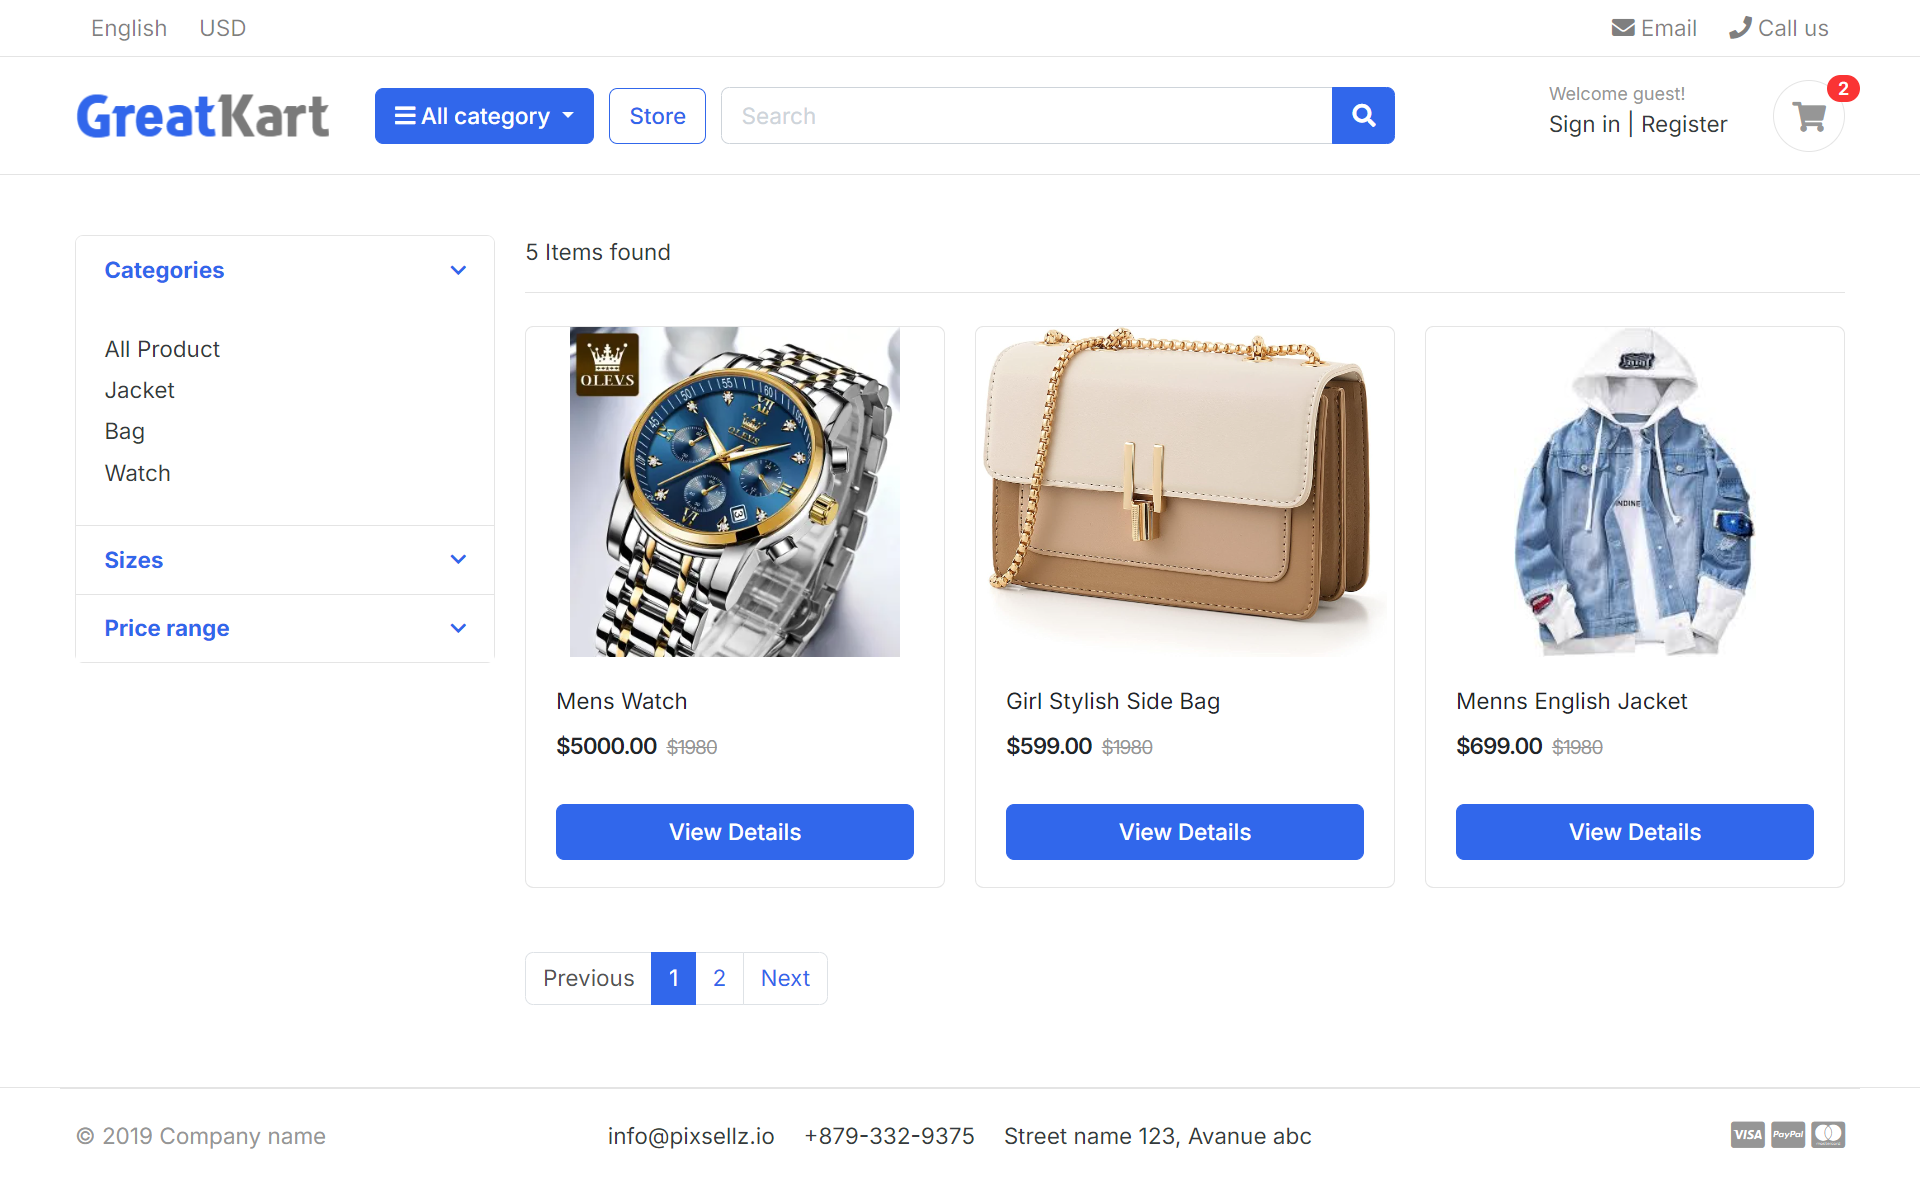 English USD Email Call us
GreatKart All category Store Search Welcome guest! Sign in | Register 2
Categories
All Product
Jacket
Bag
Watch
Sizes
Price range
5 Items found
OLEVS
OLEVS
Mens Watch
$5000.00 $1980
View Details
Girl Stylish Side Bag
$599.00 $1980
View Details
Menns English Jacket
$699.00 $1980
View Details
Previous 1 2 Next
© 2019 Company name info@pixsellz.io +879-332-9375 Street name 123, Avanue abc VISA PayPal